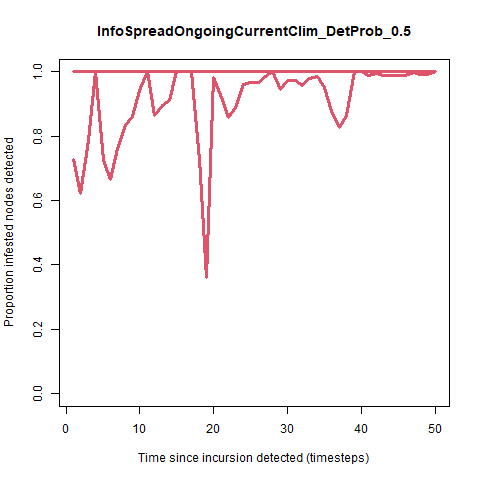 InfoSpreadOngoingCurrentClim_DetProb_0.5
Proportion infested nodes detected
1.0
0.8
0.6
0.4
0.2
0.0
0 10 20 30 40 50
Time since incursion detected (timesteps)